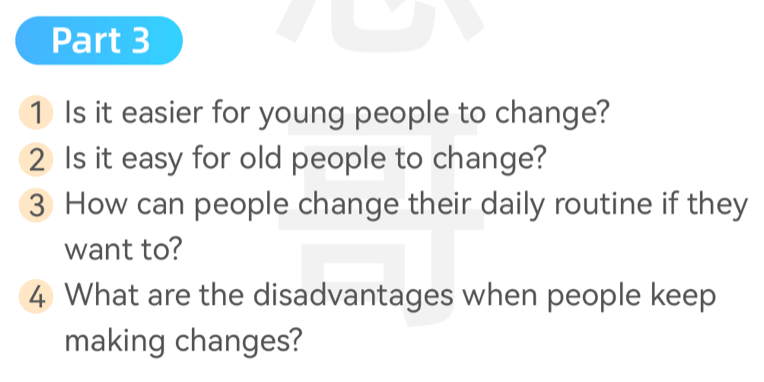 Part 3
1 Is it easier for young people to change?
2 Is it easy for old people to change?
3 How can people change their daily routine if they
want to?
4 What are the disadvantages when people keep
making changes?
哥